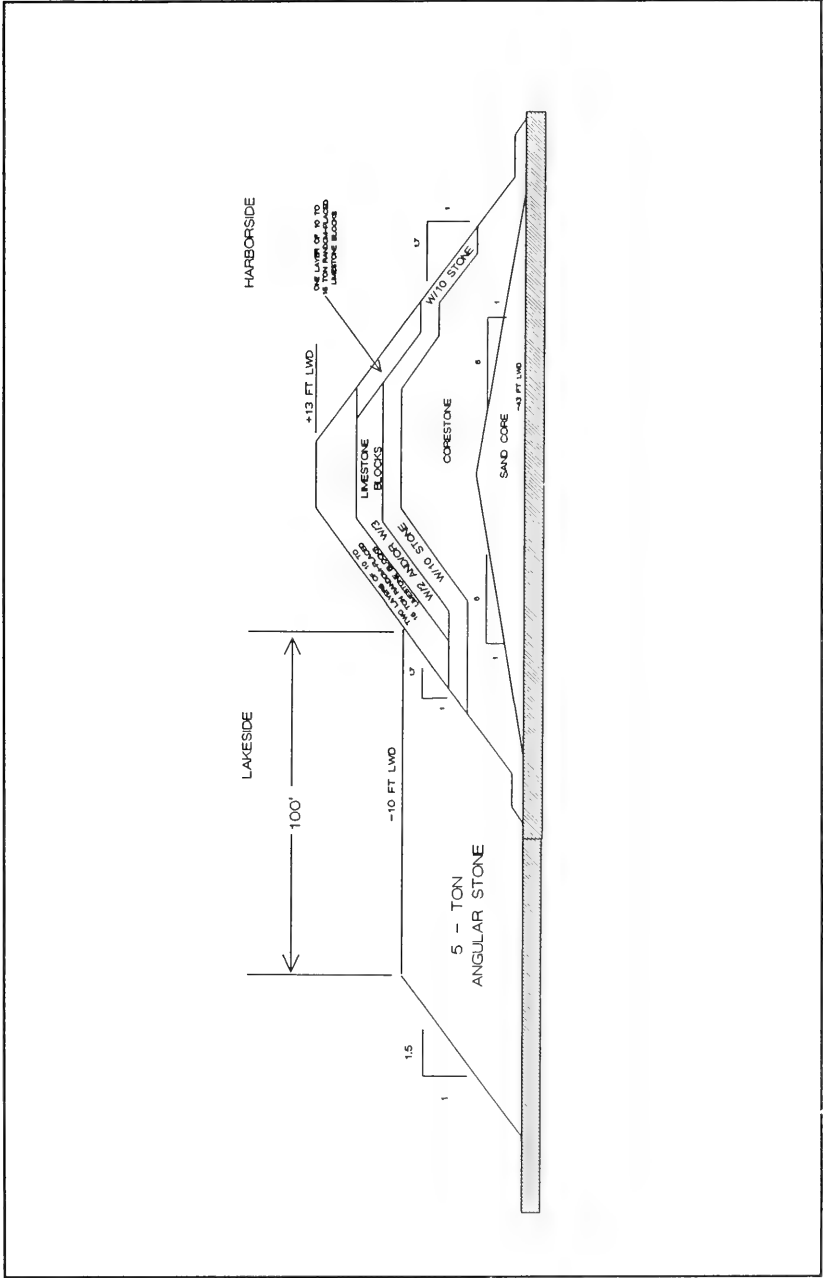 LAKESIDE
HARBORSIDE
100'
+13 FT LWD
ONE LAYER OF 10 TO
16 TON RANDOM-PLACED
LIMESTONE BLOCKS
-10 FT LWD
TWO LAYERS OF 10 TO
16 TON RANDOM-PLACED
LIMESTONE BLOCKS
LIMESTONE
BLOCKS
W/2 AND/OR W/3
W/10 STONE
W/10 STONE
1
1
5 - TON
ANGULAR STONE
1.5
1
CORESTONE
6
1
6
1
SAND CORE
-43 FT LWD